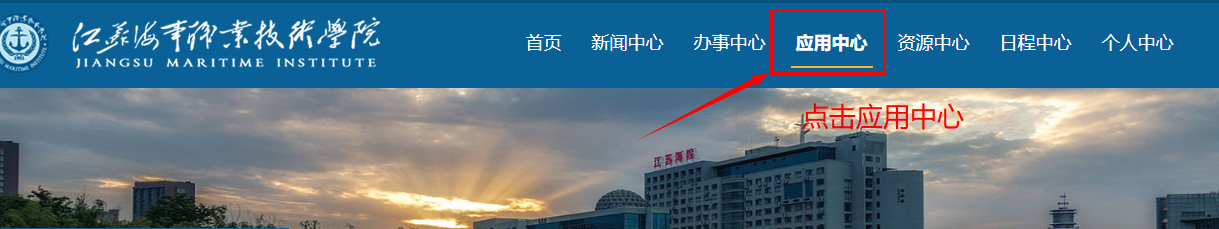 江苏海事职业技术学院
JIANGSU MARITIME INSTITUTE
首页 新闻中心 办事中心 应用中心 资源中心 日程中心 个人中心
点击应用中心
江苏海院